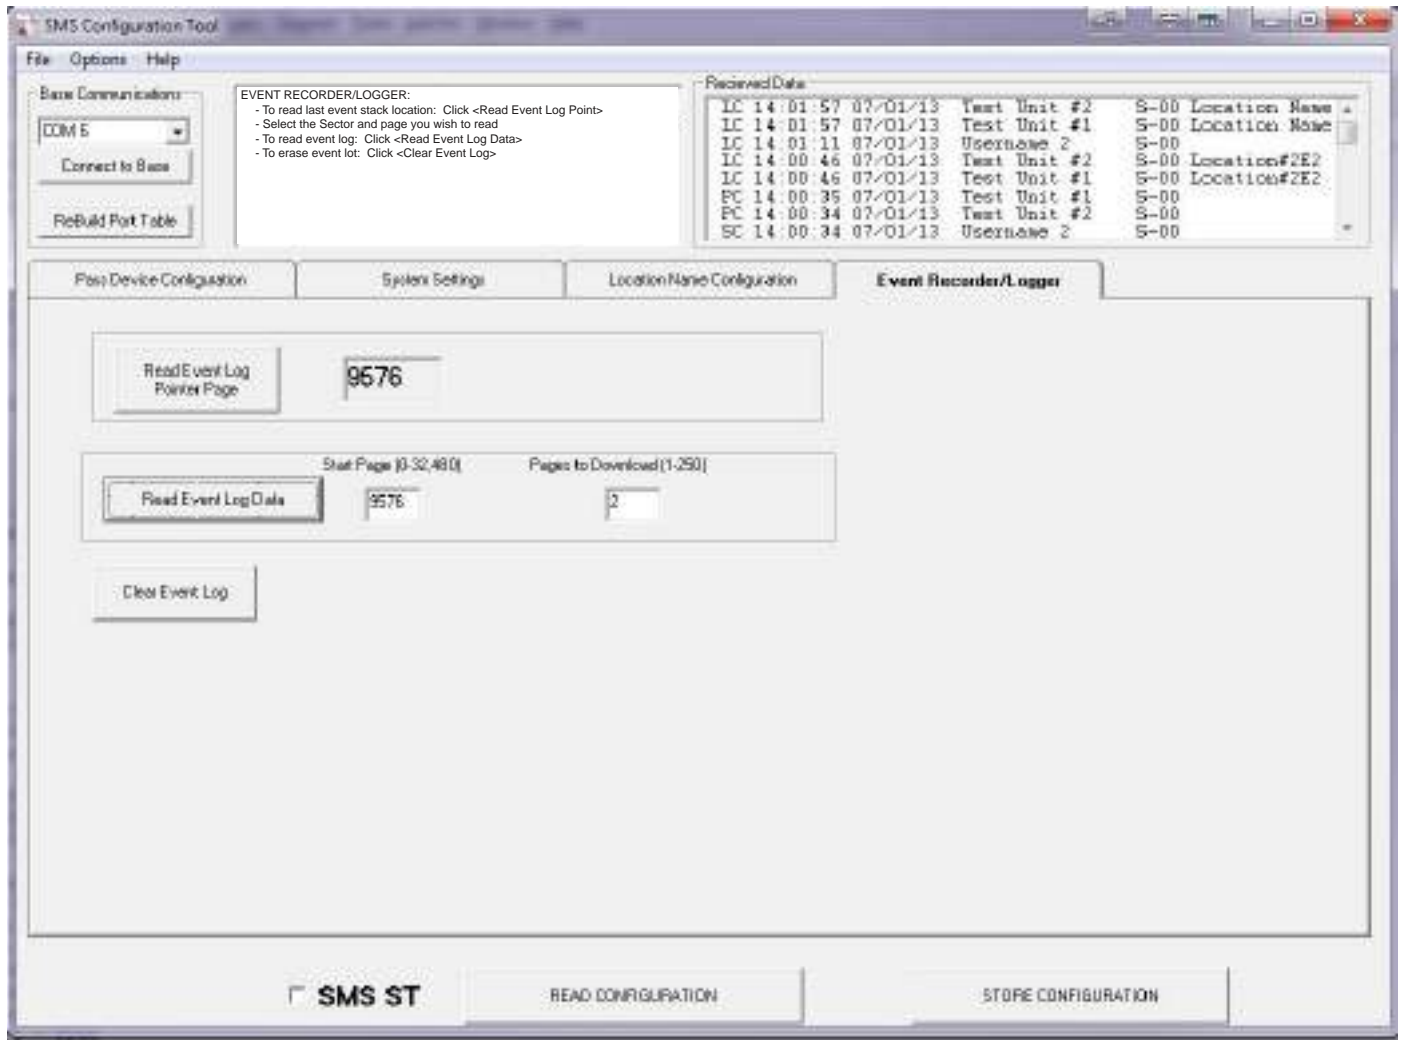 SMS Configuration Tool
File Options Help
Base Communications
COM 6
Connect to Base
ReBuild Port Table
EVENT RECORDER/LOGGER:
- To read last event stack location: Click <Read Event Log Point>
- Select the Sector and page you wish to read
- To read event log: Click <Read Event Log Data>
- To erase event lot: Click <Clear Event Log>
Recieved Data
LC 14:01:57 07/01/13 Test Unit #2 S-00 Location Name
LC 14:01:57 07/01/13 Test Unit #1 S-00 Location Name
LC 14:01:11 07/01/13 Username 2 S-00
LC 14:00:46 07/01/13 Test Unit #2 S-00 Location#2E2
LC 14:00:46 07/01/13 Test Unit #1 S-00 Location#2E2
PC 14:00:35 07/01/13 Test Unit #1 S-00
PC 14:00:34 07/01/13 Test Unit #2 S-00
SC 14:00:34 07/01/13 Username 2 S-00
Pass Device Configuration
System Settings
Location Name Configuration
Event Recorder/Logger
Read Event Log
Pointer Page
9576
Start Page (0-32,480)
Pages to Download (1-250)
Read Event Log Data
9576
2
Clear Event Log
SMS ST
READ CONFIGURATION
STORE CONFIGURATION